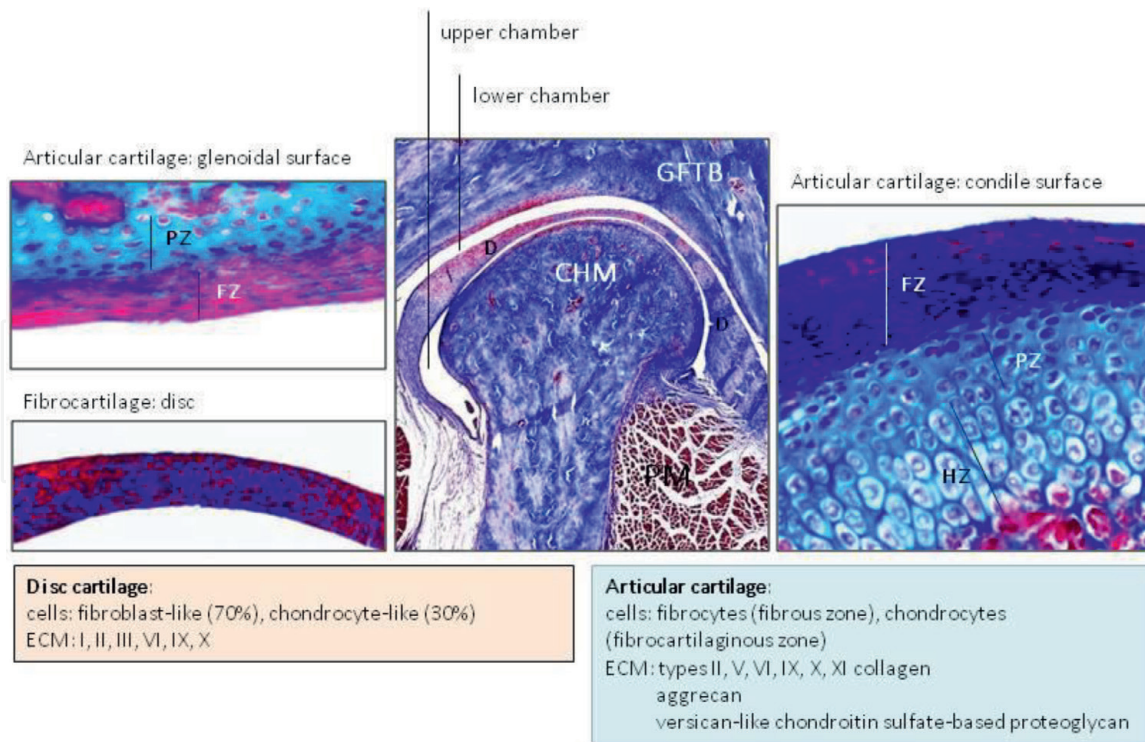 upper chamber
lower chamber
Articular cartilage: glenoidal surface
PZ
FZ
Fibrocartilage: disc
GFTB
D
CHM
D
PM
Articular cartilage: condile surface
FZ
PZ
HZ
Disc cartilage:
cells: fibroblast-like (70%), chondrocyte-like (30%)
ECM: I, II, III, VI, IX, X
Articular cartilage:
cells: fibrocytes (fibrous zone), chondrocytes
(fibrocartilaginous zone)
ECM: types II, V, VI, IX, X, XI collagen
aggrecan
versican-like chondroitin sulfate-based proteoglycan